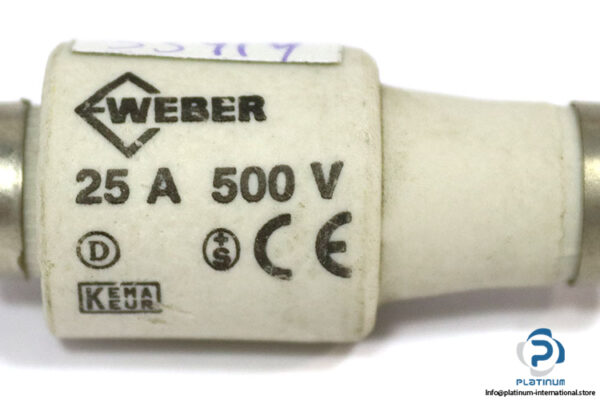 WEBER
25 A 500 V
D +S CE
KEMA
KEUR
PLATINUM
Info@platinum-international.store